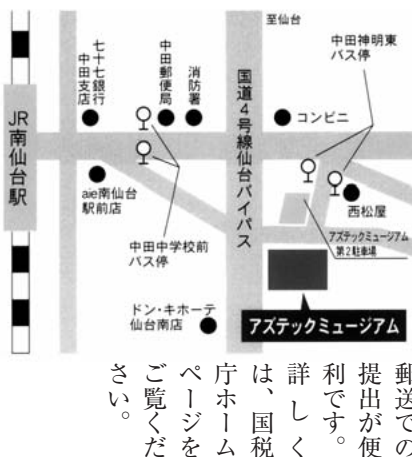 至仙台
中田神明東
バス停
七十七銀行
中田支店
中田郵便局
消防署
国道4号線仙台バイパス
コンビニ
JR南仙台駅
aie南仙台
駅前店
中田中学校前
バス停
西松屋
アズテックミュージアム
第2駐車場
ドン・キホーテ
仙台南店
アズテックミュージアム
郵送での
提出が便
利です。
詳しく
は、国税
庁ホーム
ページを
ご覧くだ
さい。